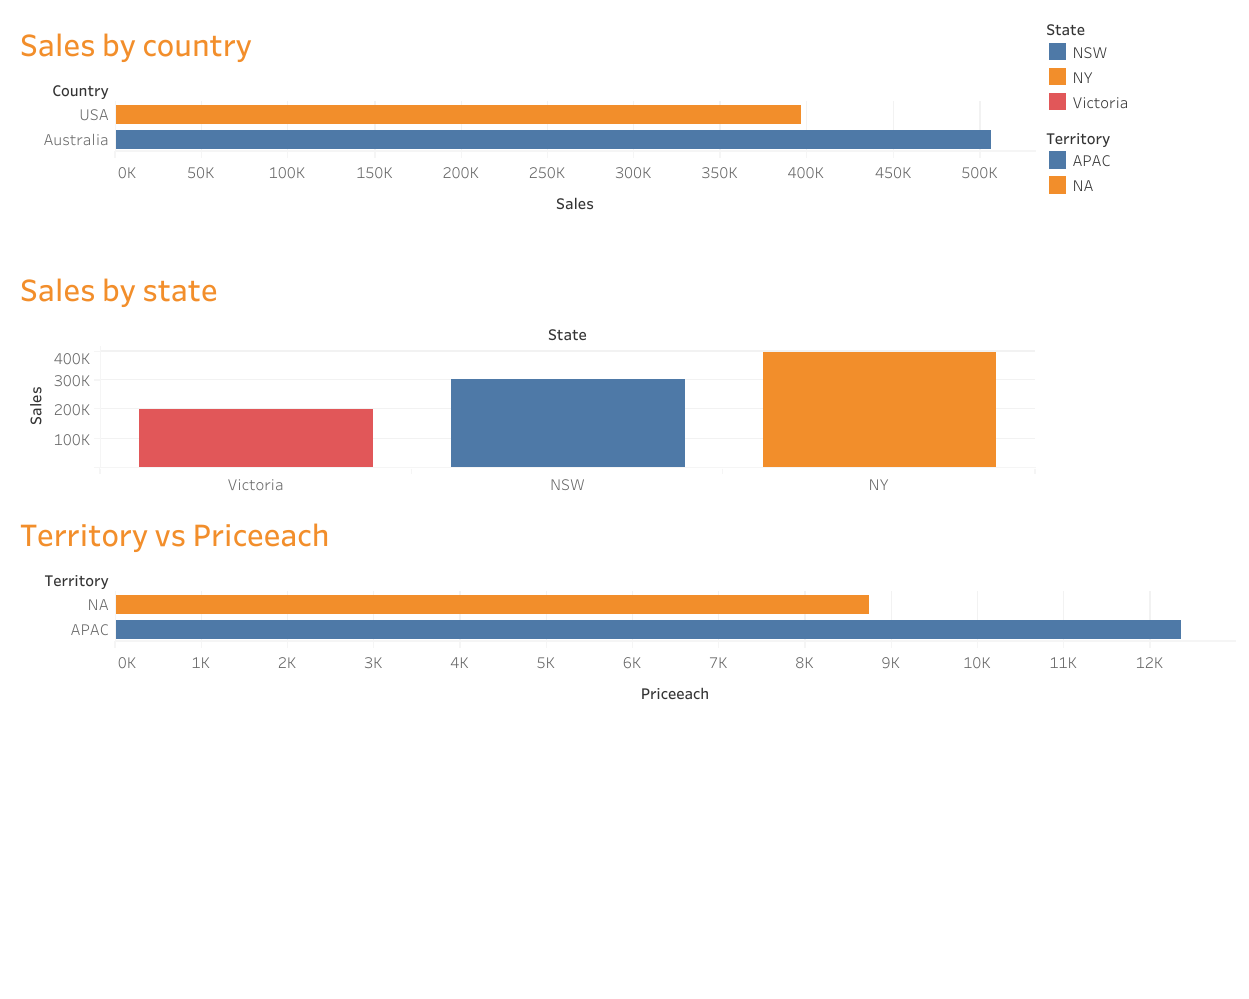 Sales by country
State
NSW
NY
Victoria
Territory
APAC
NA
Country
USA
Australia
0K 50K 100K 150K 200K 250K 300K 350K 400K 450K 500K
Sales
Sales by state
State
Sales
400K
300K
200K
100K
Victoria NSW NY
Territory vs Priceeach
Territory
NA
APAC
0K 1K 2K 3K 4K 5K 6K 7K 8K 9K 10K 11K 12K
Priceeach